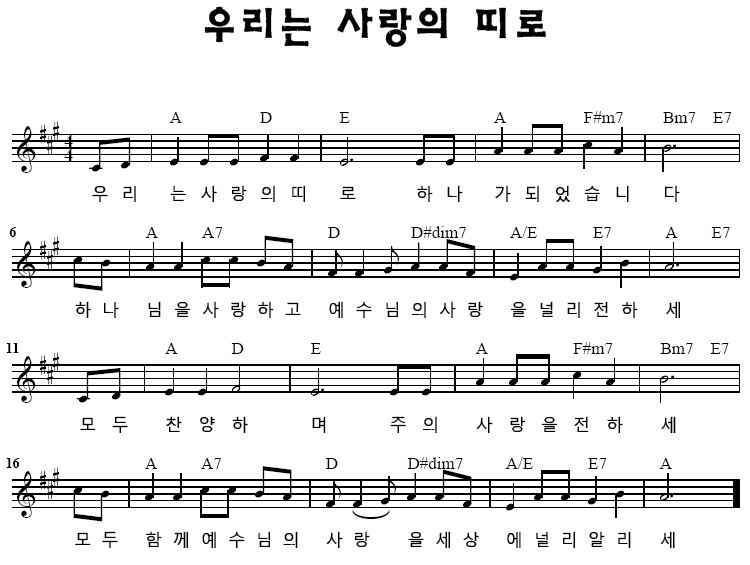 우리는 사랑의 띠로
A D E A F#m7 Bm7 E7
4
4
우 리 는 사 랑 의 띠 로 하 나 가 되 었 습 니 다
6 A A7 D D#dim7 A/E E7 A E7
하 나 님 을 사 랑 하 고 예 수 님 의 사 랑 을 널 리 전 하 세
11 A D E A F#m7 Bm7 E7
모 두 찬 양 하 며 주 의 사 랑 을 전 하 세
16 A A7 D D#dim7 A/E E7 A
모 두 함 께 예 수 님 의 사 랑 을 세 상 에 널 리 알 리 세